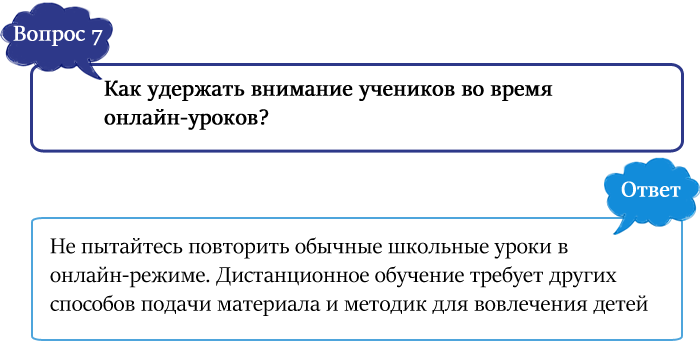 Вопрос 7
Как удержать внимание учеников во время
онлайн-уроков?
Ответ
Не пытайтесь повторить обычные школьные уроки в
онлайн-режиме. Дистанционное обучение требует других
способов подачи материала и методик для вовлечения детей